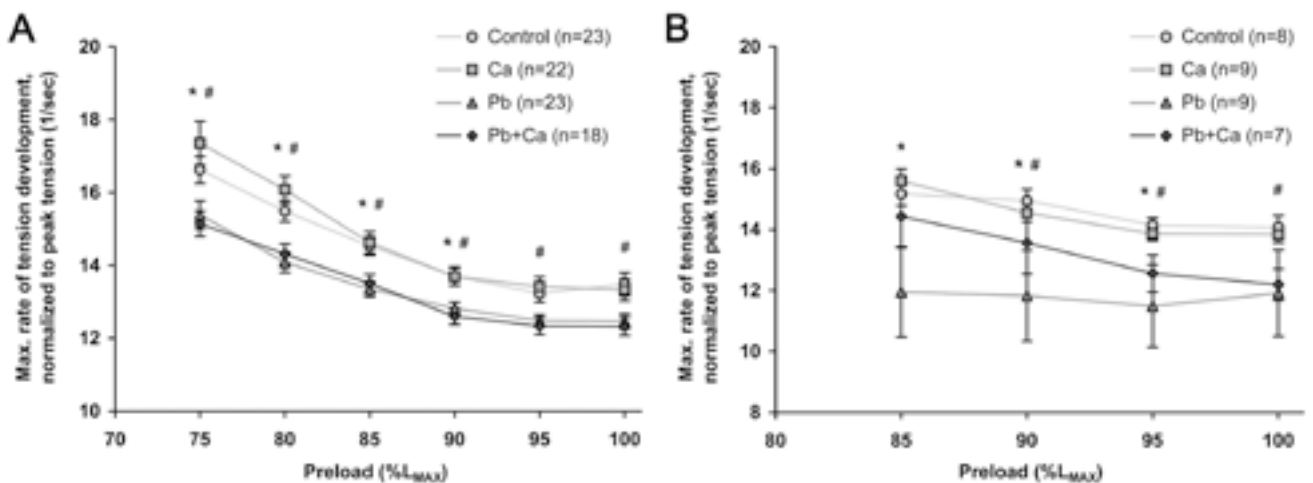 A
Max. rate of tension development,
normalized to peak tension (1/sec)
20
18
16
14
12
10
70
75
80
85
90
95
100
Preload (%LMAX)
Control (n=23)
Ca (n=22)
Pb (n=23)
Pb+Ca (n=18)
* #
* #
* #
* #
#
#
B
Max. rate of tension development,
normalized to peak tension (1/sec)
20
18
16
14
12
10
8
80
85
90
95
100
Preload (%LMAX)
Control (n=8)
Ca (n=9)
Pb (n=9)
Pb+Ca (n=7)
*
* #
* #
#